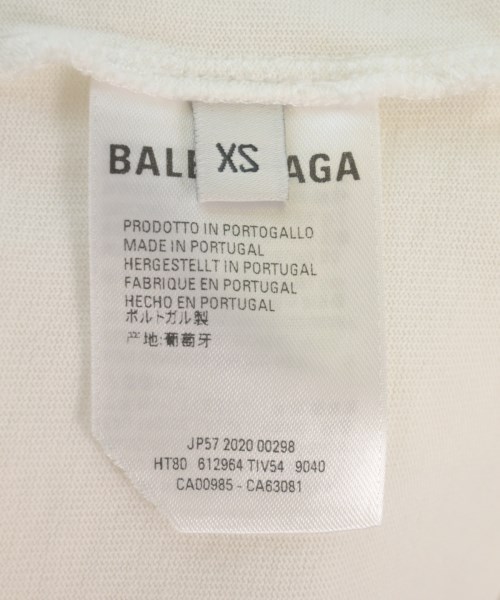 BALE AGA
XS
PRODOTTO IN PORTOGALLO
MADE IN PORTUGAL
HERGESTELLT IN PORTUGAL
FABRIQUE EN PORTUGAL
HECHO EN PORTUGAL
ポルトガル製
产地:葡萄牙
JP57 2020 00298
HT80 612964 TIV54 9040
CA00985 - CA63081